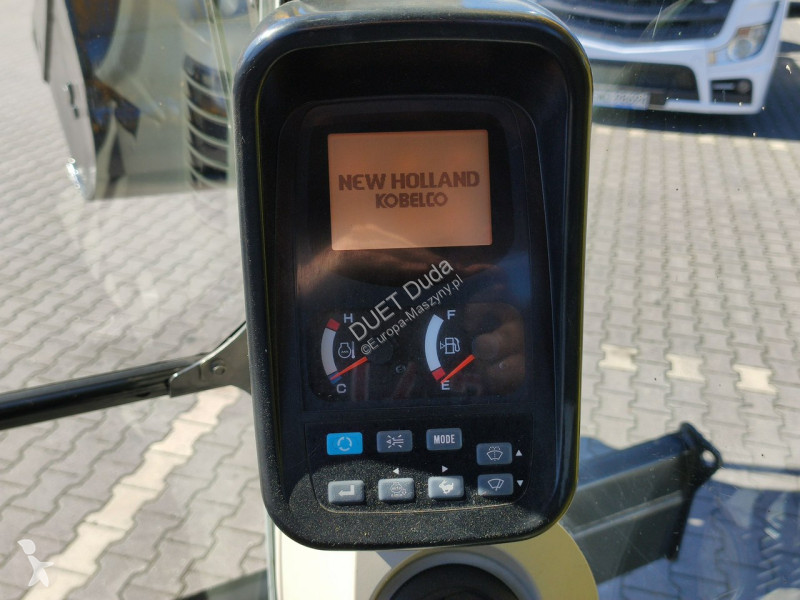 NEW HOLLAND
KOBELCO
DUET Duda
©Europa-Maszyny.pl
H
F
C
E
MODE